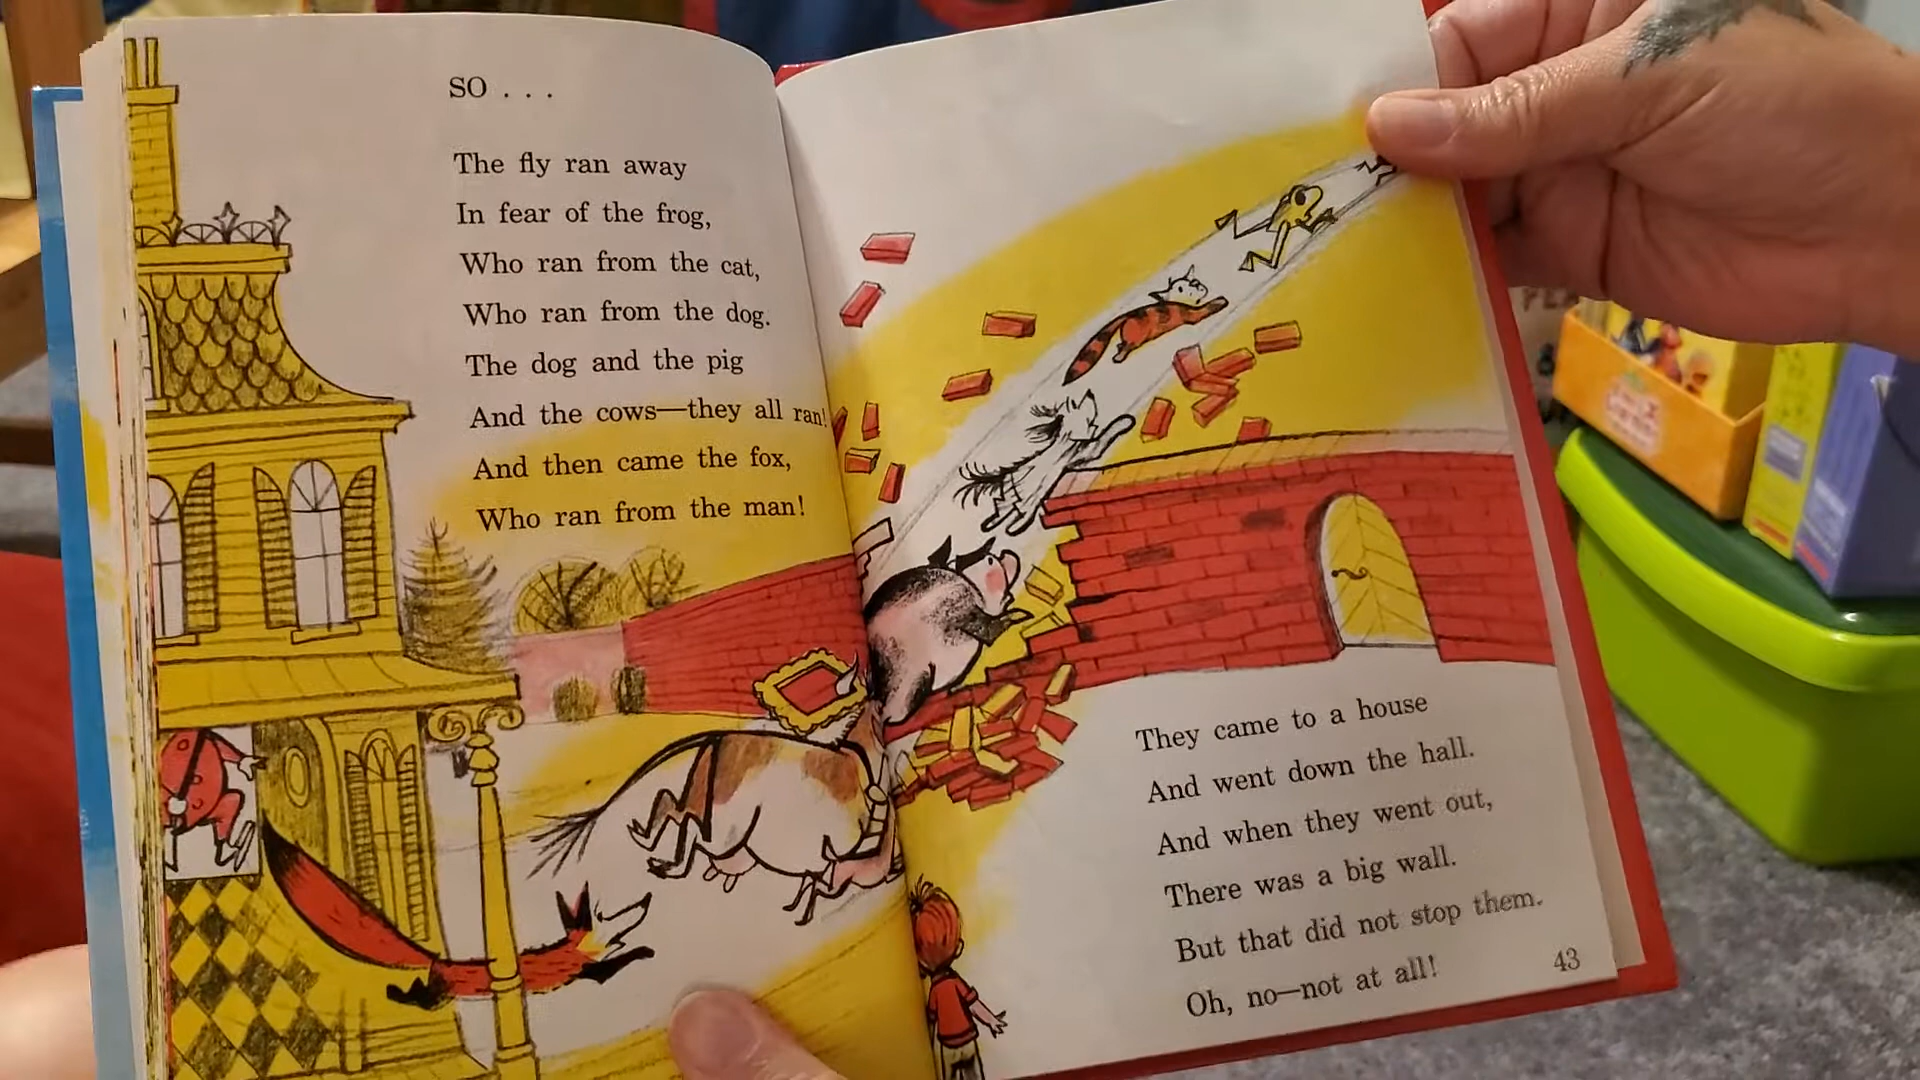 SO . . .
The fly ran away
In fear of the frog,
Who ran from the cat,
Who ran from the dog.
The dog and the pig
And the cows—they all ran!
And then came the fox,
Who ran from the man!
They came to a house
And went down the hall.
And when they went out,
There was a big wall.
But that did not stop them.
Oh, no—not at all!
43